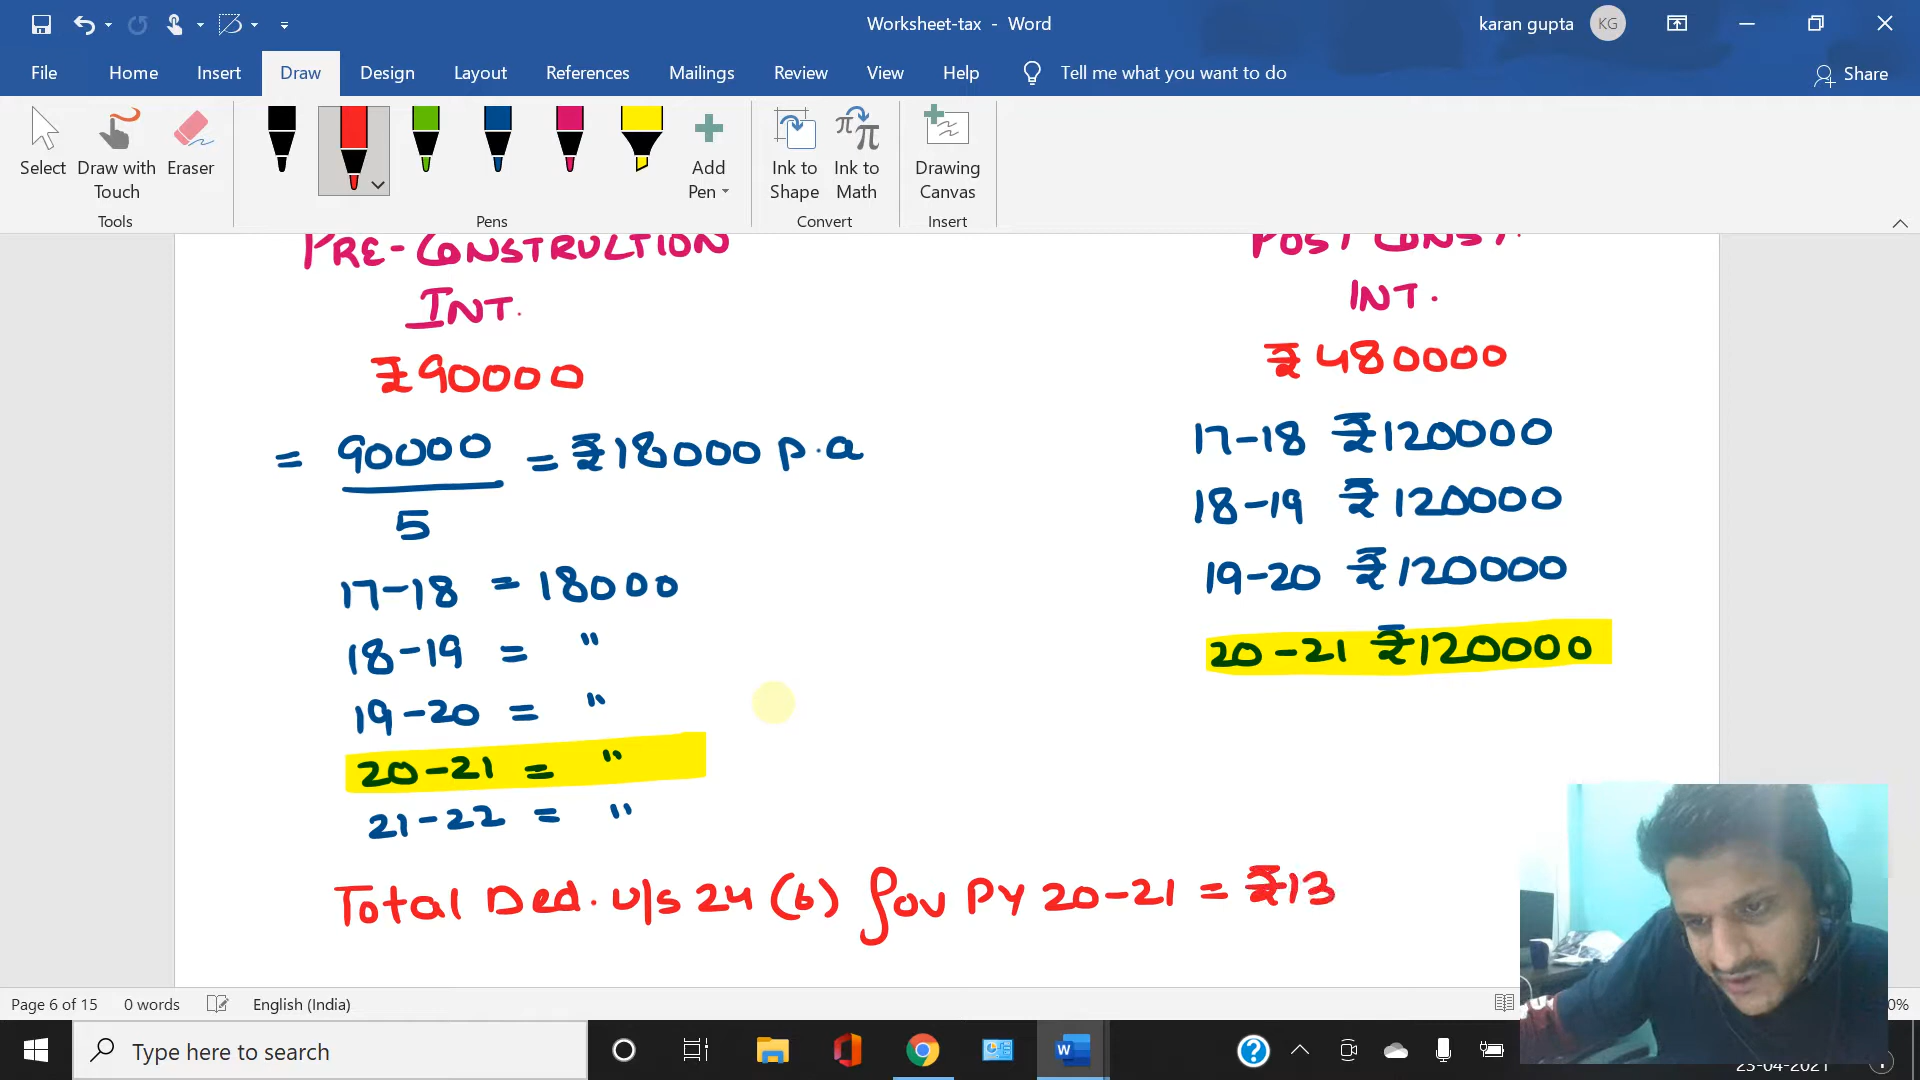 Worksheet-tax - Word
karan gupta KG
File Home Insert Draw Design Layout References Mailings Review View Help Tell me what you want to do Share
Select Draw with Touch Eraser Add Pen Ink to Shape Ink to Math Drawing Canvas
Tools Pens Convert Insert
PRE-CONSTRUCTION
INT.
₹90000
= 90000 / 5 = ₹18000 p.a
17-18 = 18000
18-19 = "
19-20 = "
20-21 = "
21-22 = "
POST CONST.
INT.
₹480000
17-18 ₹120000
18-19 ₹120000
19-20 ₹120000
20-21 ₹120000
Total Ded. u/s 24 (b) for PY 20-21 = ₹13
Page 6 of 15 0 words English (India)
Type here to search
23-04-2021